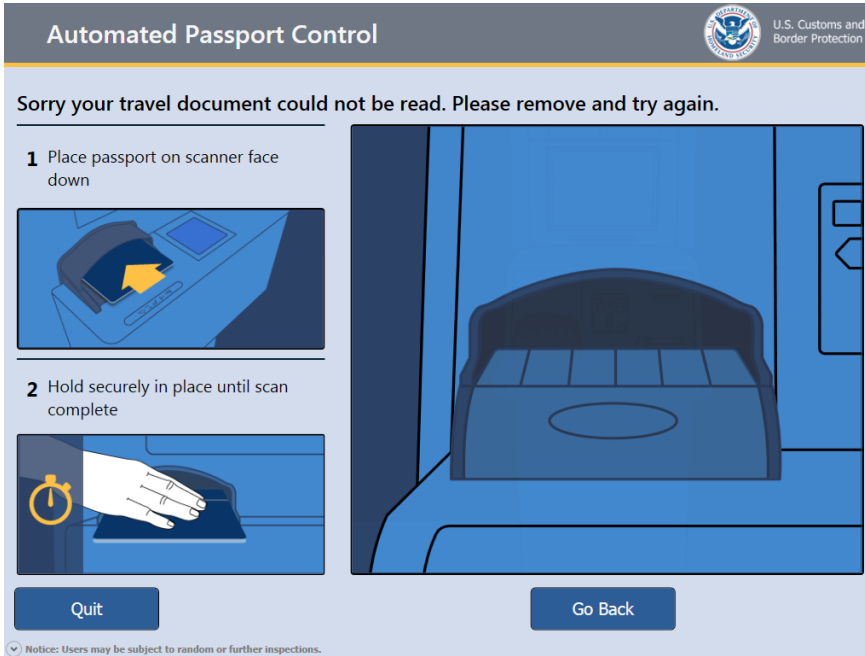 Automated Passport Control
U.S. Customs and
Border Protection
Sorry your travel document could not be read. Please remove and try again.
1 Place passport on scanner face
down
2 Hold securely in place until scan
complete
Quit
Go Back
Notice: Users may be subject to random or further inspections.